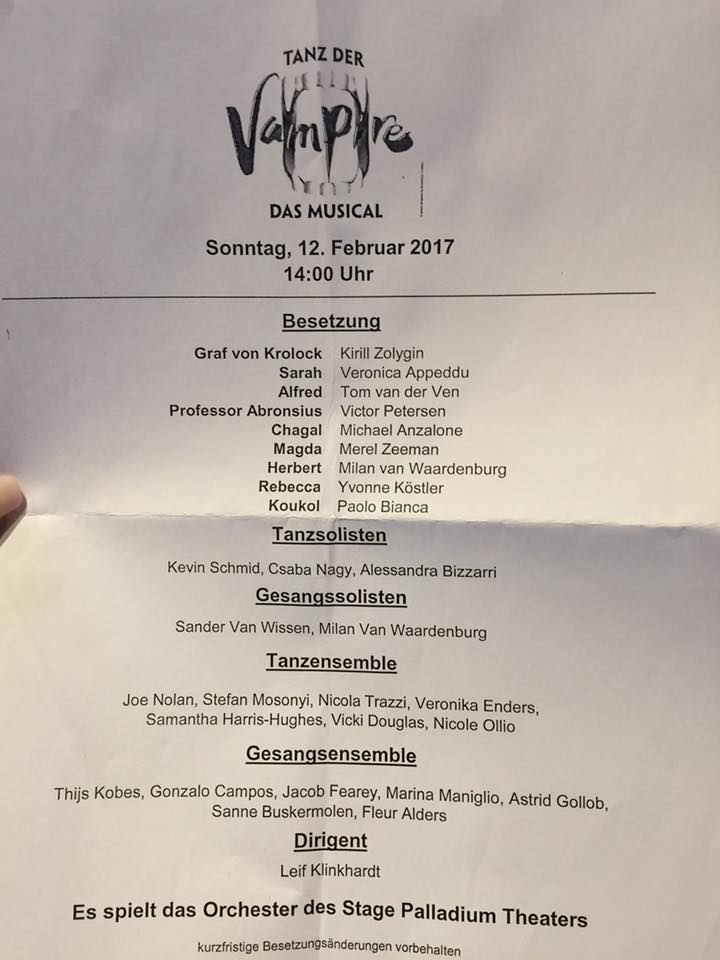 TANZ DER
Vampire
DAS MUSICAL
Sonntag, 12. Februar 2017
14:00 Uhr
Besetzung
Graf von Krolock Kirill Zolygin
Sarah Veronica Appeddu
Alfred Tom van der Ven
Professor Abronsius Victor Petersen
Chagal Michael Anzalone
Magda Merel Zeeman
Herbert Milan van Waardenburg
Rebecca Yvonne Köstler
Koukol Paolo Bianca
Tanzsolisten
Kevin Schmid, Csaba Nagy, Alessandra Bizzarri
Gesangssolisten
Sander Van Wissen, Milan Van Waardenburg
Tanzensemble
Joe Nolan, Stefan Mosonyi, Nicola Trazzi, Veronika Enders,
Samantha Harris-Hughes, Vicki Douglas, Nicole Ollio
Gesangsensemble
Thijs Kobes, Gonzalo Campos, Jacob Fearey, Marina Maniglio, Astrid Gollob,
Sanne Buskermolen, Fleur Alders
Dirigent
Leif Klinkhardt
Es spielt das Orchester des Stage Palladium Theaters
kurzfristige Besetzungsänderungen vorbehalten